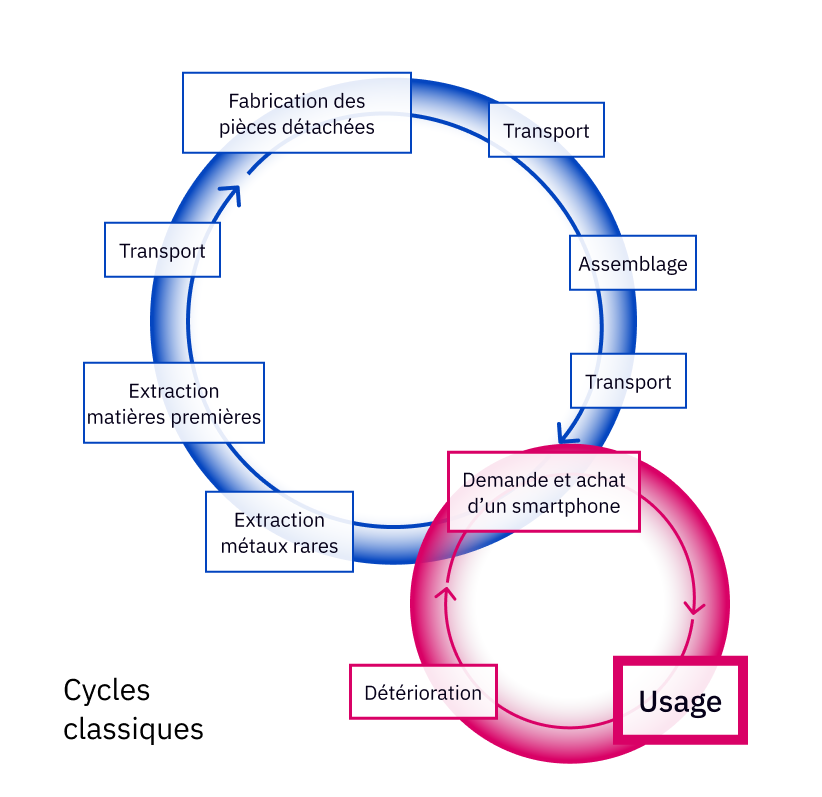 Fabrication des
pièces détachées
Transport
Transport
Assemblage
Transport
Extraction
matières premières
Demande et achat
d’un smartphone
Extraction
métaux rares
Cycles
classiques
Détérioration
Usage